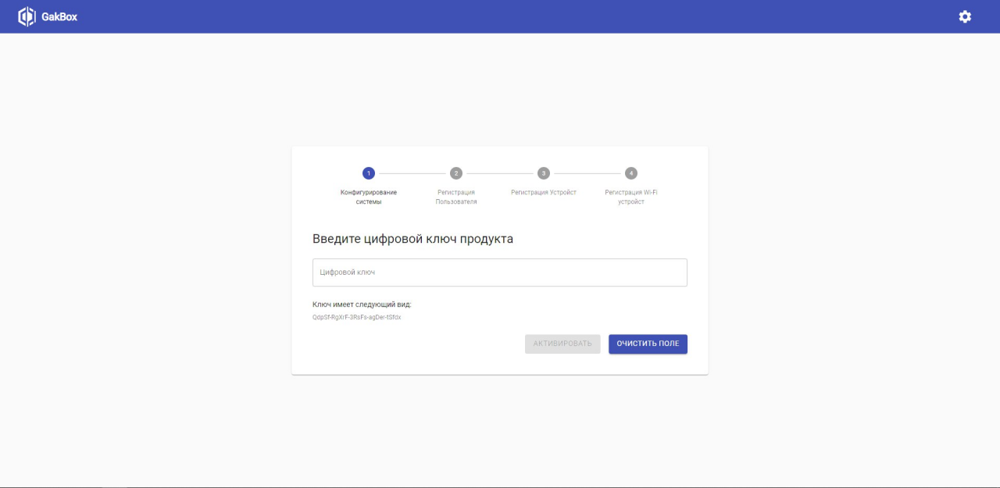 GakBox
1
2
3
4
Конфигурирование
системы
Регистрация
Пользователя
Регистрация Устройст
Регистрация Wi-Fi
устройст
Введите цифровой ключ продукта
Цифровой ключ
Ключ имеет следующий вид:
QdpSf-RgXrF-3RsFs-agDer-tSfdx
АКТИВИРОВАТЬ
ОЧИСТИТЬ ПОЛЕ